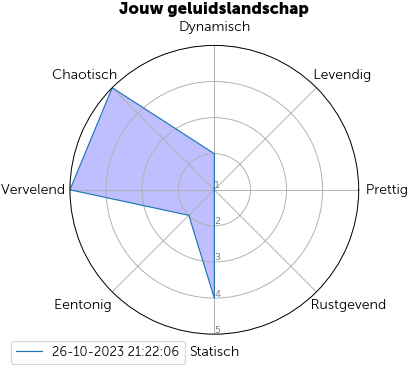 Jouw geluidslandschap
Dynamisch
Chaotisch
Levendig
Vervelend
1
Prettig
2
3
4
Eentonig
Rustgevend
5
26-10-2023 21:22:06
Statisch